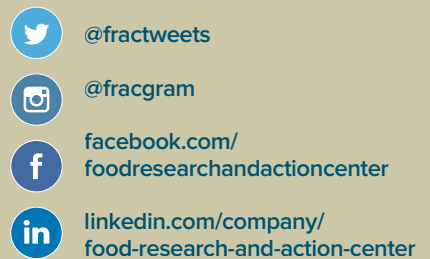 @fractweets
@fracgram
facebook.com/
foodresearchandactioncenter
linkedin.com/company/
food-research-and-action-center